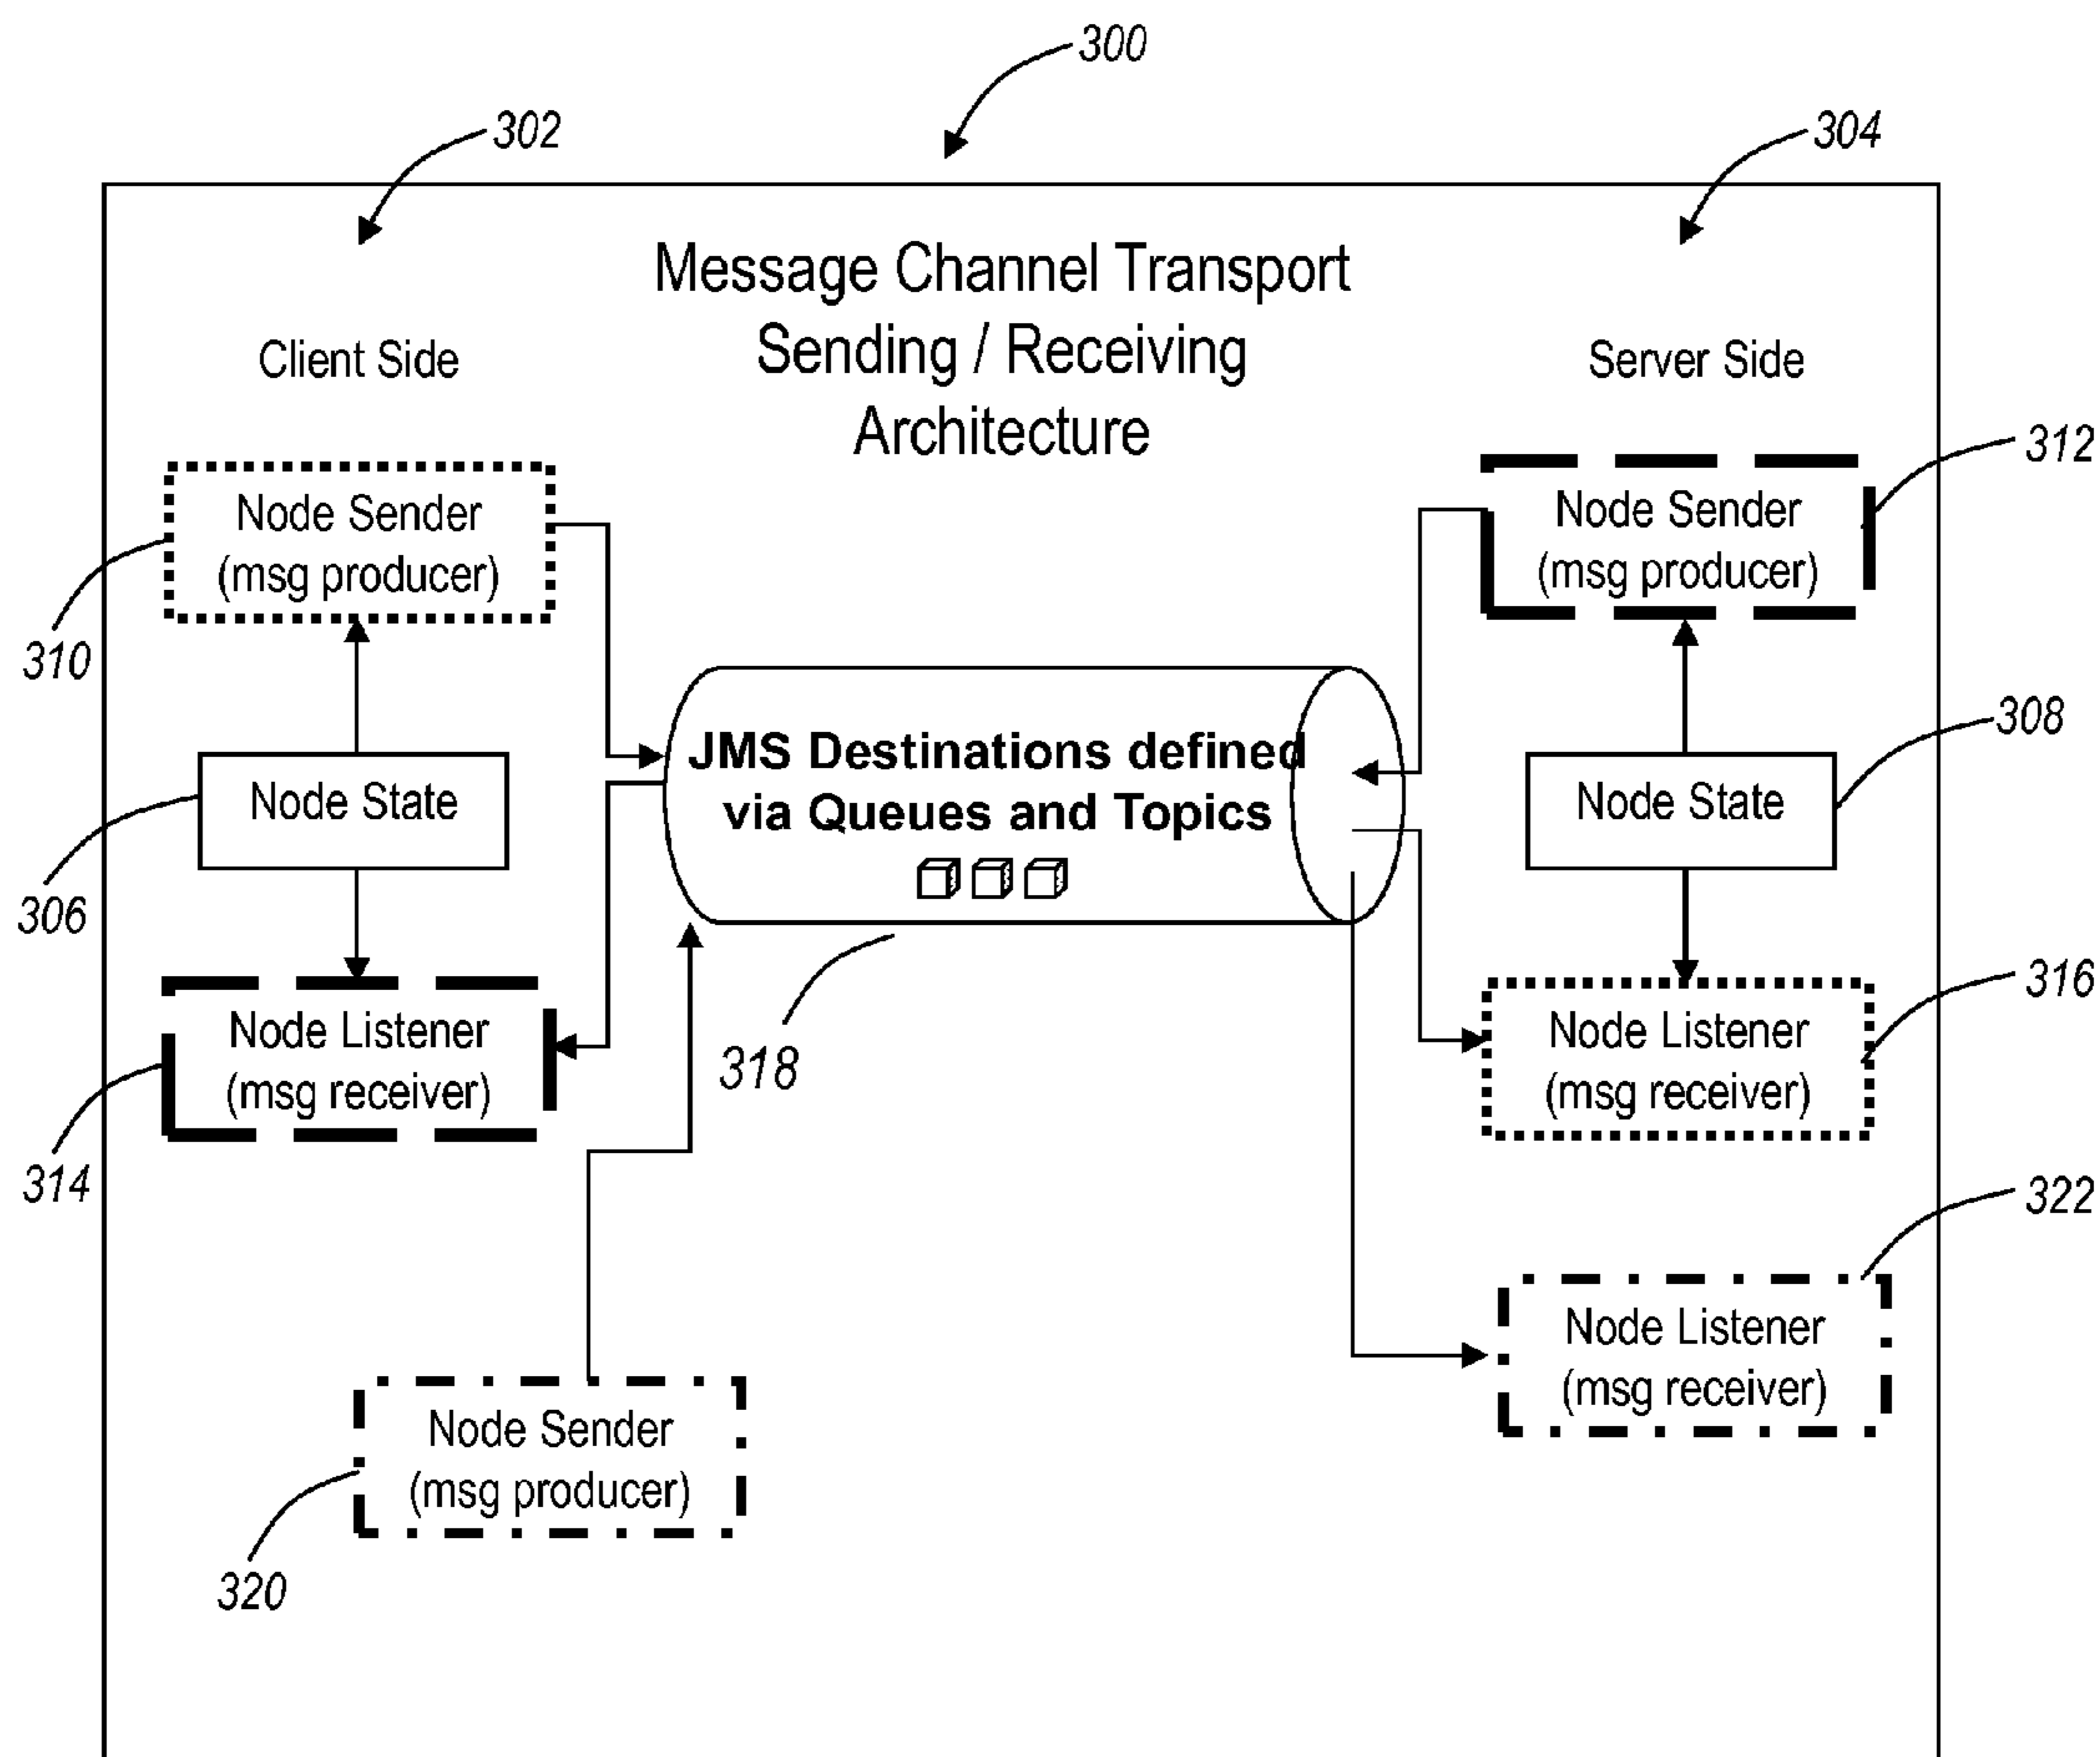 300
302
304
Message Channel Transport
Sending / Receiving
Architecture
Client Side
Server Side
312
Node Sender
(msg producer)
310
Node Sender
(msg producer)
308
JMS Destinations defined
via Queues and Topics
Node State
306
Node State
316
Node Listener
(msg receiver)
314
318
Node Listener
(msg receiver)
322
Node Listener
(msg receiver)
Node Sender
(msg producer)
320